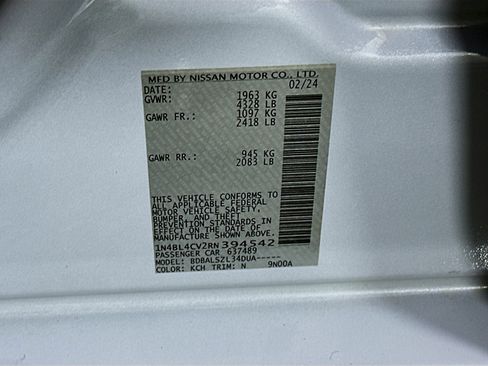 MFD BY NISSAN MOTOR CO., LTD.
DATE: 02/24
GVWR: 1963 KG
4328 LB
GAWR FR.: 1097 KG
2418 LB
GAWR RR.: 945 KG
2083 LB
THIS VEHICLE CONFORMS TO
ALL APPLICABLE FEDERAL
MOTOR VEHICLE SAFETY,
BUMPER, AND THEFT
PREVENTION STANDARDS IN
EFFECT ON THE DATE OF
MANUFACTURE SHOWN ABOVE.
1N4BL4CV2RN394542
PASSENGER CAR 637489
MODEL: BDBALSZL34DUA-----
COLOR: KCH TRIM: N 9N00A